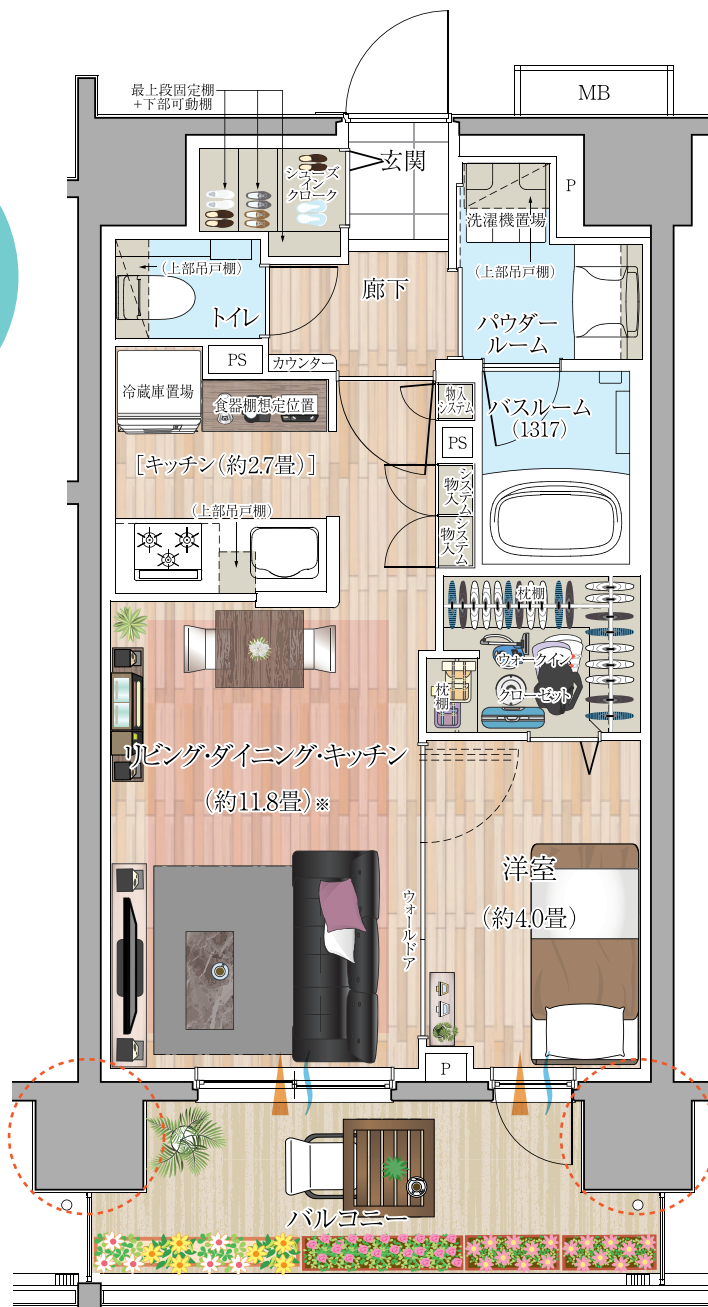 MB
最上段固定棚
+下部可動棚
シューズ
イン
クローク
玄関
P
洗濯機置場
(上部吊戸棚)
(上部吊戸棚)
トイレ
廊下
パウダー
ルーム
PS
カウンター
冷蔵庫置場
食器棚想定位置
物入
システム
バスルーム
(1317)
PS
[キッチン(約2.7畳)]
システム
物入
(上部吊戸棚)
システム
物入
枕棚
ウォークイン
クローゼット
枕棚
リビング・ダイニング・キッチン
(約11.8畳)※
洋室
(約4.0畳)
ウォールドア
P
バルコニー